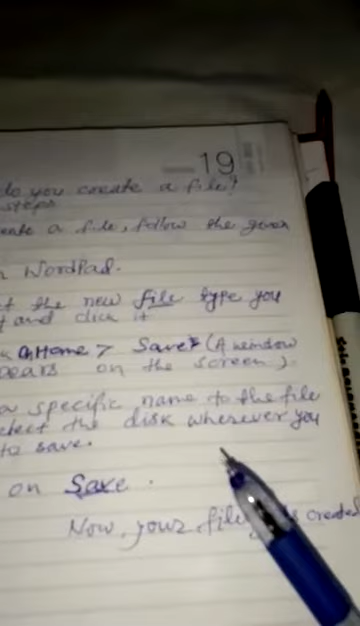 19
do you create a file?
steps
eate a file, follow the given
n WordPad.
t the new file type you
t and click it
Home > Save (A window
pears on the screen)
a specific name to the file
elect the disk wherever you
to save.
on Save.
Now, your file is created